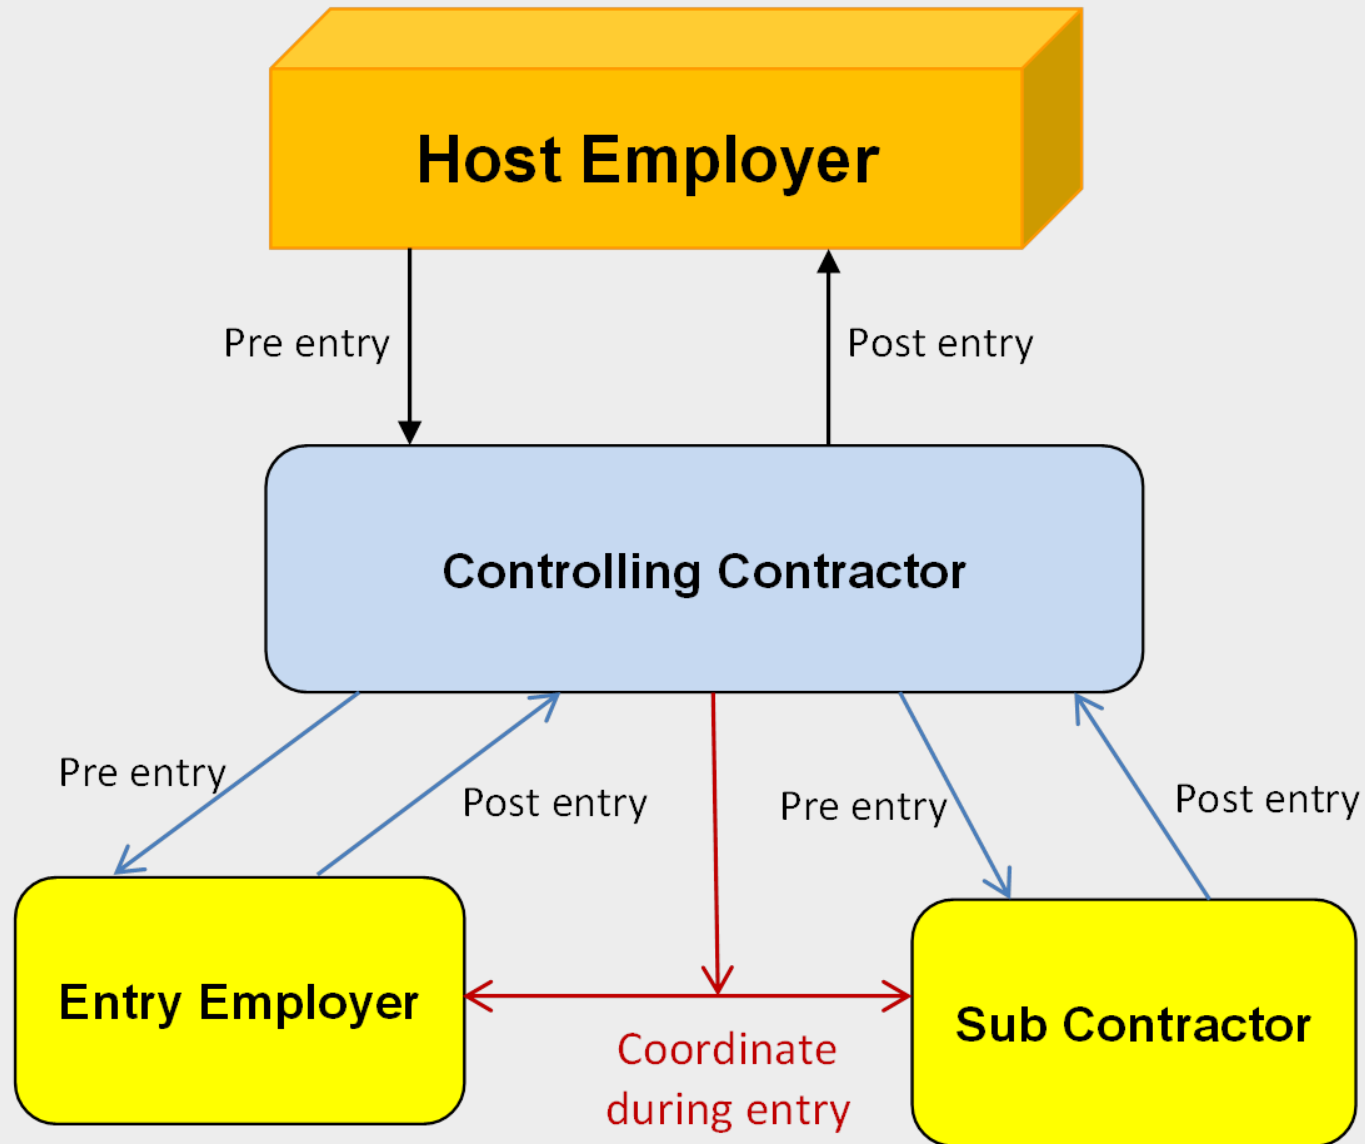 Host Employer
Pre entry
Post entry
Controlling Contractor
Pre entry
Post entry
Pre entry
Post entry
Entry Employer
Sub Contractor
Coordinate
during entry